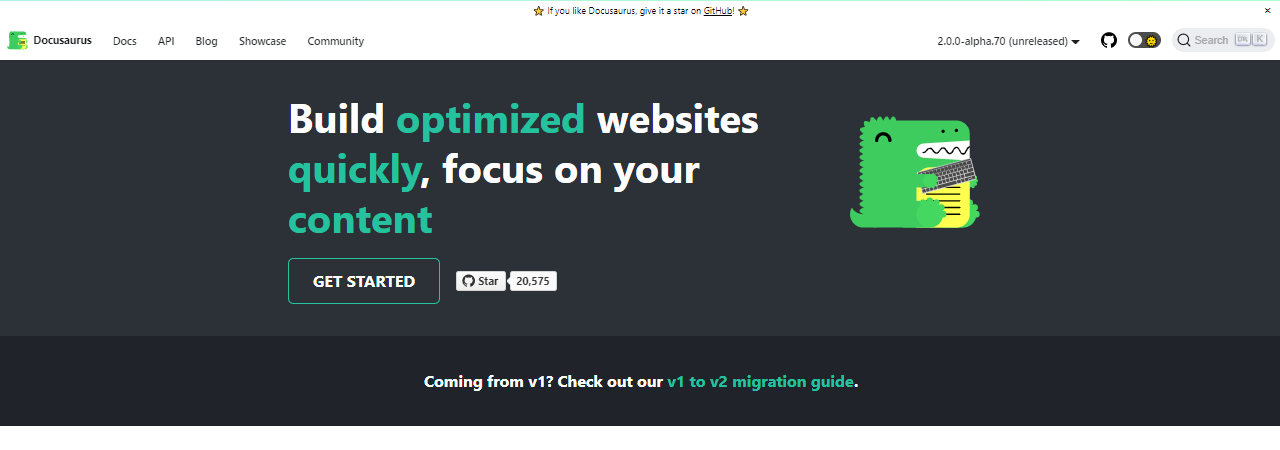 ⭐️ If you like Docusaurus, give it a star on GitHub! ⭐️ ×
Docusaurus Docs API Blog Showcase Community 2.0.0-alpha.70 (unreleased) Search CTRL K
Build optimized websites
quickly, focus on your
content
GET STARTED Star 20,575
Coming from v1? Check out our v1 to v2 migration guide.